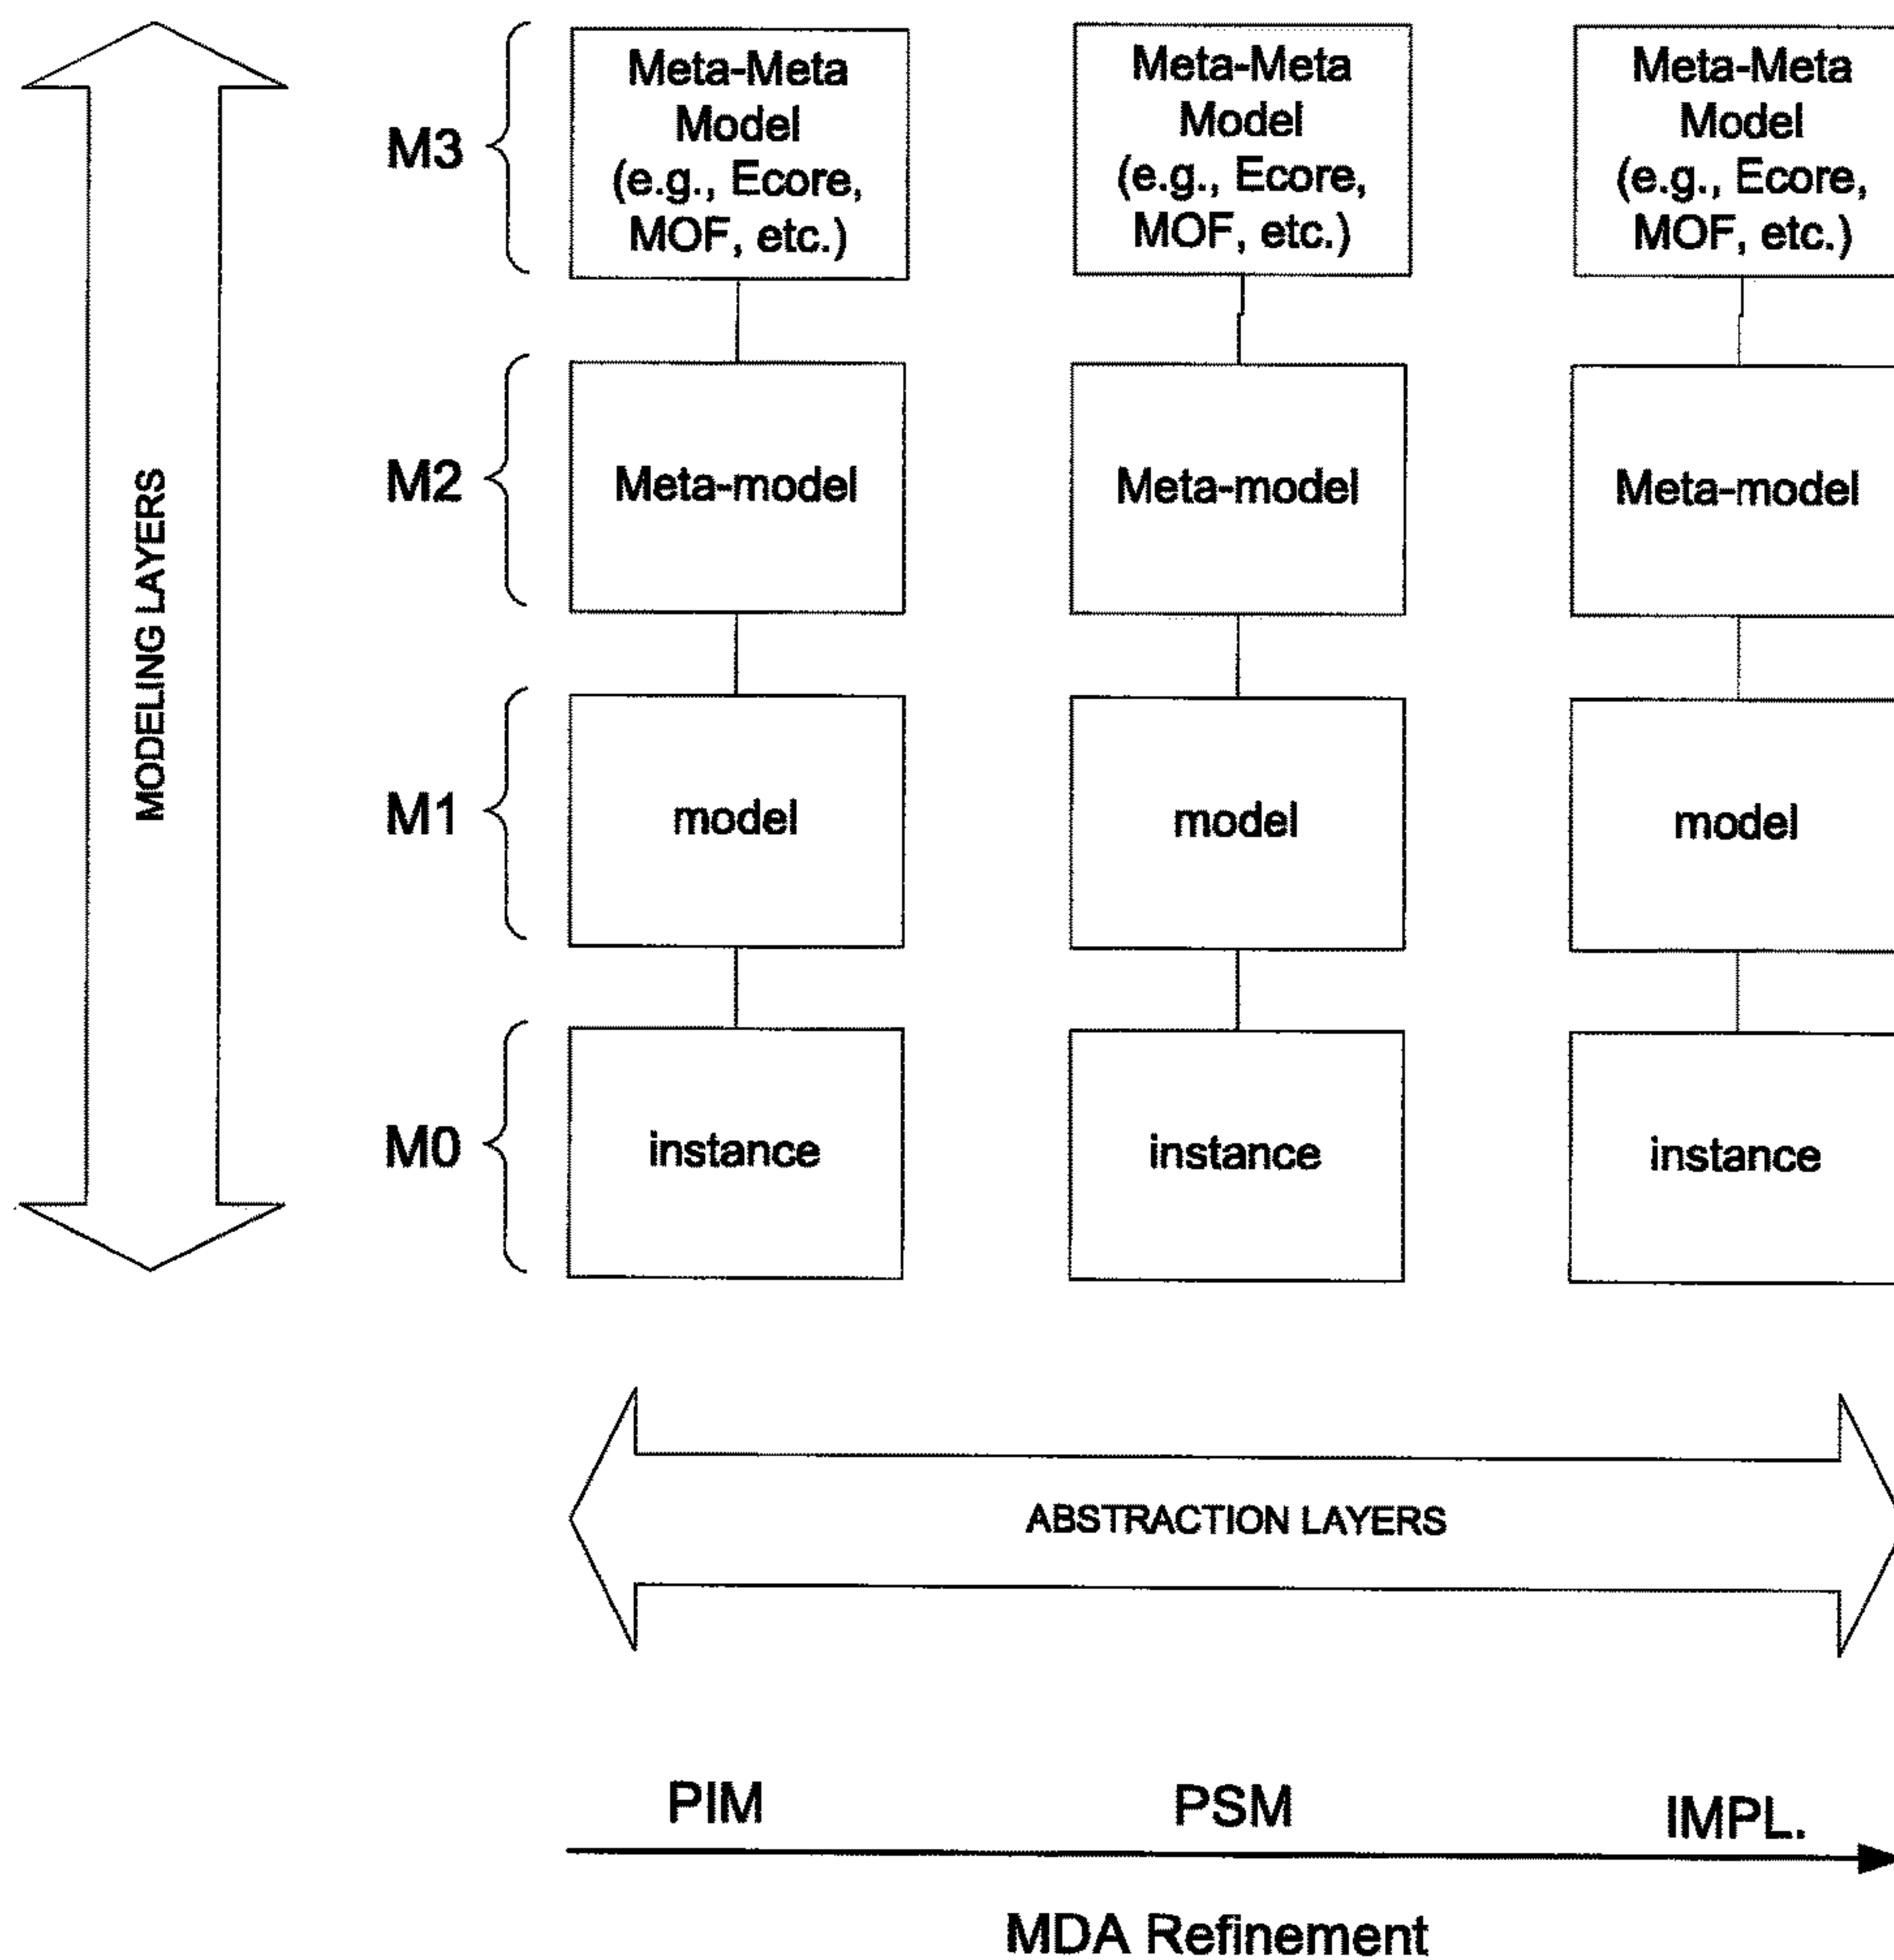 MODELING LAYERS
M3
Meta-Meta
Model
(e.g., Ecore,
MOF, etc.)
Meta-Meta
Model
(e.g., Ecore,
MOF, etc.)
Meta-Meta
Model
(e.g., Ecore,
MOF, etc.)
M2
Meta-model
Meta-model
Meta-model
M1
model
model
model
M0
instance
instance
instance
ABSTRACTION LAYERS
PIM
PSM
IMPL.
MDA Refinement